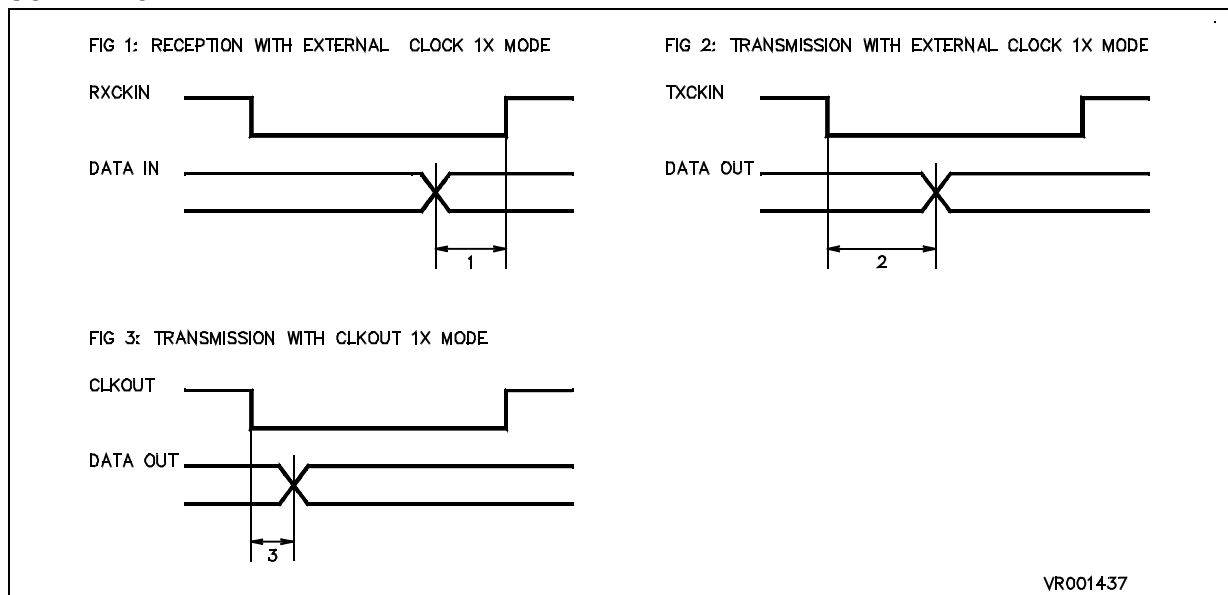 FIG 1: RECEPTION WITH EXTERNAL CLOCK 1X MODE
RXCKIN
DATA IN
1
FIG 2: TRANSMISSION WITH EXTERNAL CLOCK 1X MODE
TXCKIN
DATA OUT
2
FIG 3: TRANSMISSION WITH CLKOUT 1X MODE
CLKOUT
DATA OUT
3
VR001437